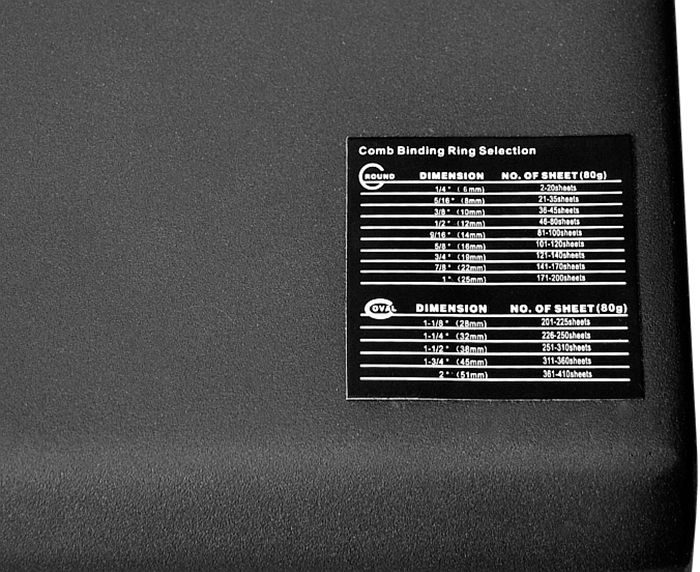 Comb Binding Ring Selection
ROUND DIMENSION NO. OF SHEET(80g)
1/4" (6mm) 2-20sheets
5/16" (8mm) 21-35sheets
3/8" (10mm) 36-45sheets
1/2" (12mm) 46-80sheets
9/16" (14mm) 81-100sheets
5/8" (16mm) 101-120sheets
3/4" (19mm) 121-140sheets
7/8" (22mm) 141-170sheets
1" (25mm) 171-200sheets
OVAL DIMENSION NO. OF SHEET(80g)
1-1/8" (28mm) 201-225sheets
1-1/4" (32mm) 226-250sheets
1-1/2" (38mm) 251-310sheets
1-3/4" (45mm) 311-360sheets
2" (51mm) 361-410sheets